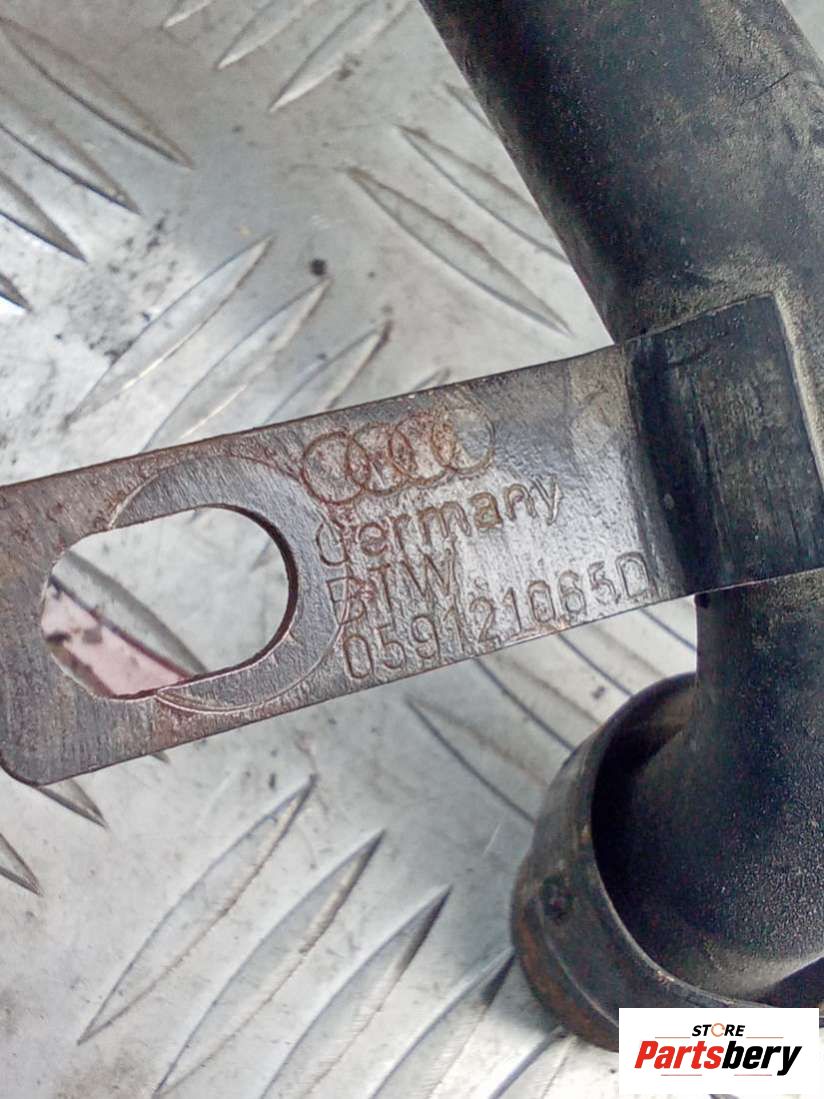 Germany
BTW
059121065D
STORE
Partsbery